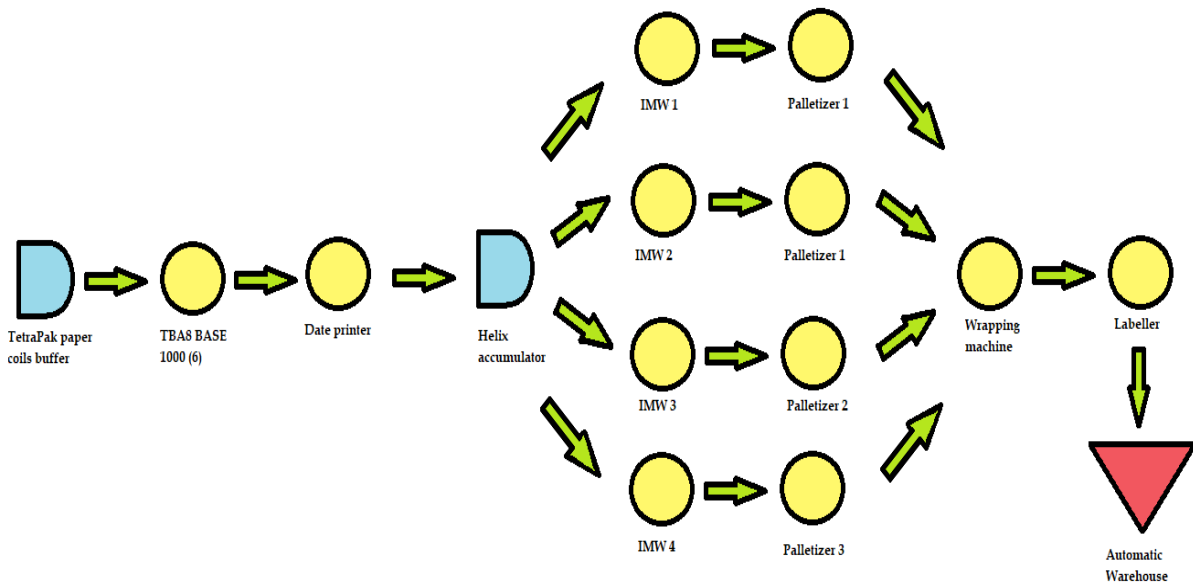 IMW 1
Palletizer 1
IMW 2
Palletizer 1
TetraPak paper
coils buffer
TBA8 BASE
1000 (6)
Date printer
Helix
accumulator
IMW 3
Palletizer 2
IMW 4
Palletizer 3
Wrapping
machine
Labeller
Automatic
Warehouse